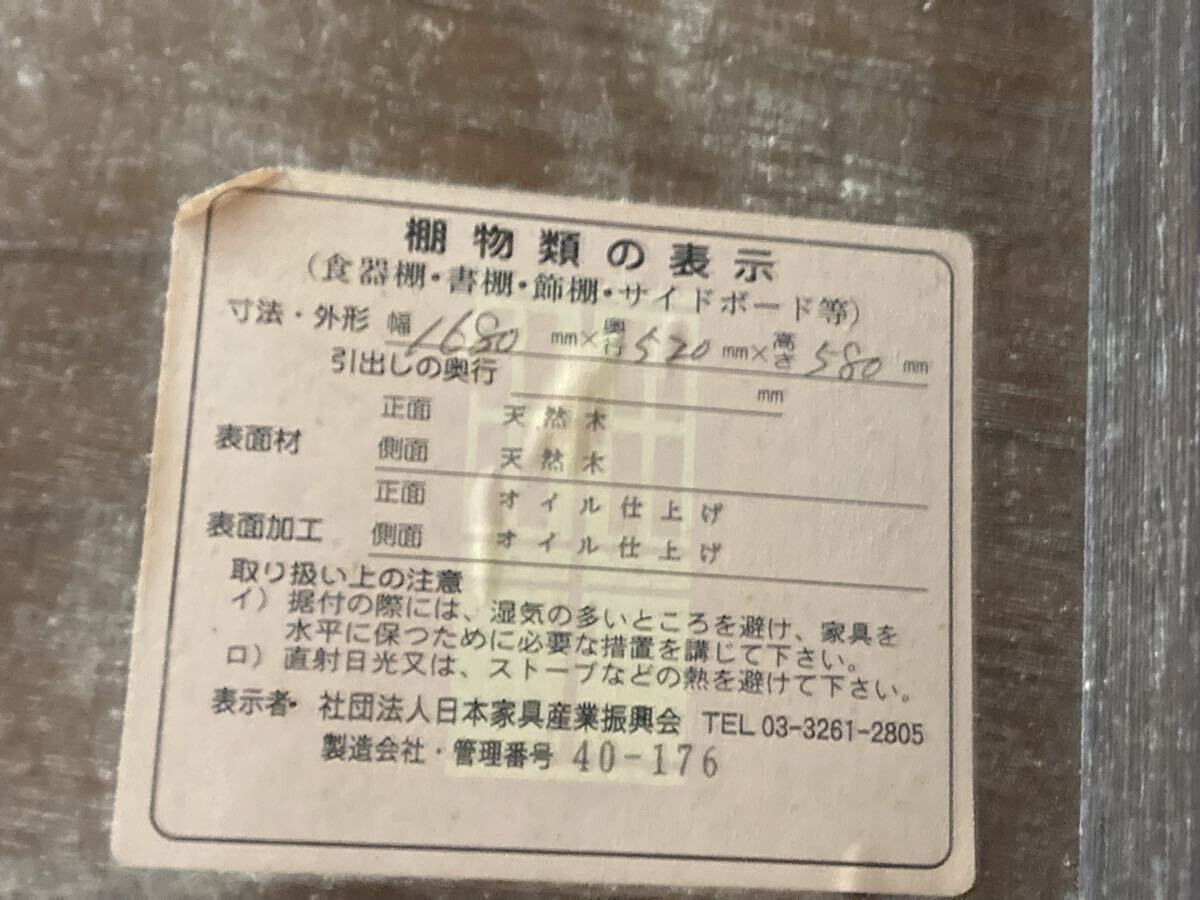 棚物類の表示
(食器棚・書棚・飾棚・サイドボード等)
寸法・外形 幅 1680 mm×奥行 520 mm×高さ 580 mm
引出しの奥行 mm
正面 天然木
表面材
側面 天然木
正面 オイル仕上げ
表面加工
側面 オイル仕上げ
取り扱い上の注意
イ) 据付の際には、湿気の多いところを避け、家具を
水平に保つために必要な措置を講じて下さい。
ロ) 直射日光又は、ストーブなどの熱を避けて下さい。
表示者・社団法人日本家具産業振興会 TEL 03-3261-2805
製造会社・管理番号 40-176